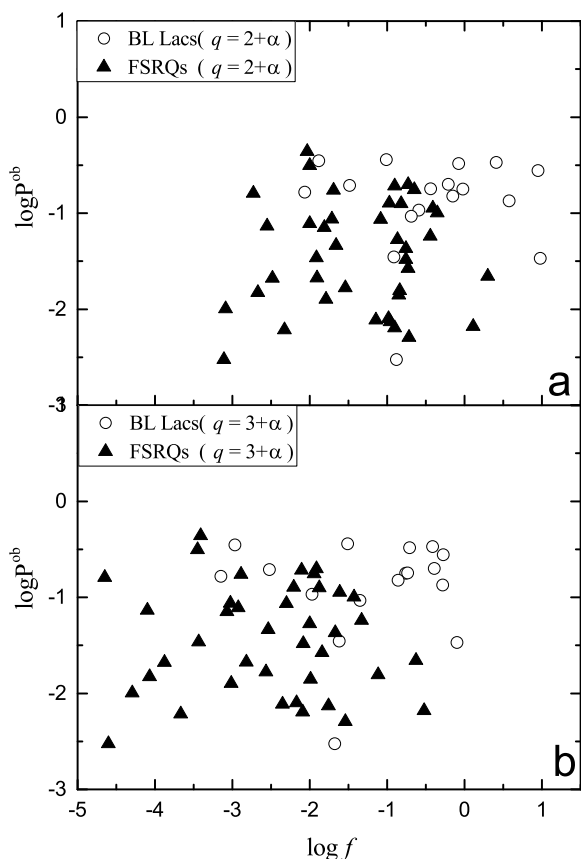 1
BL Lacs( q = 2+α)
FSRQs ( q = 2+α )
0
logP^ob
-1
-2
a
-3
1
BL Lacs( q = 3+α)
FSRQs ( q = 3+α )
0
logP^ob
-1
-2
b
-3
-5 -4 -3 -2 -1 0 1
log f